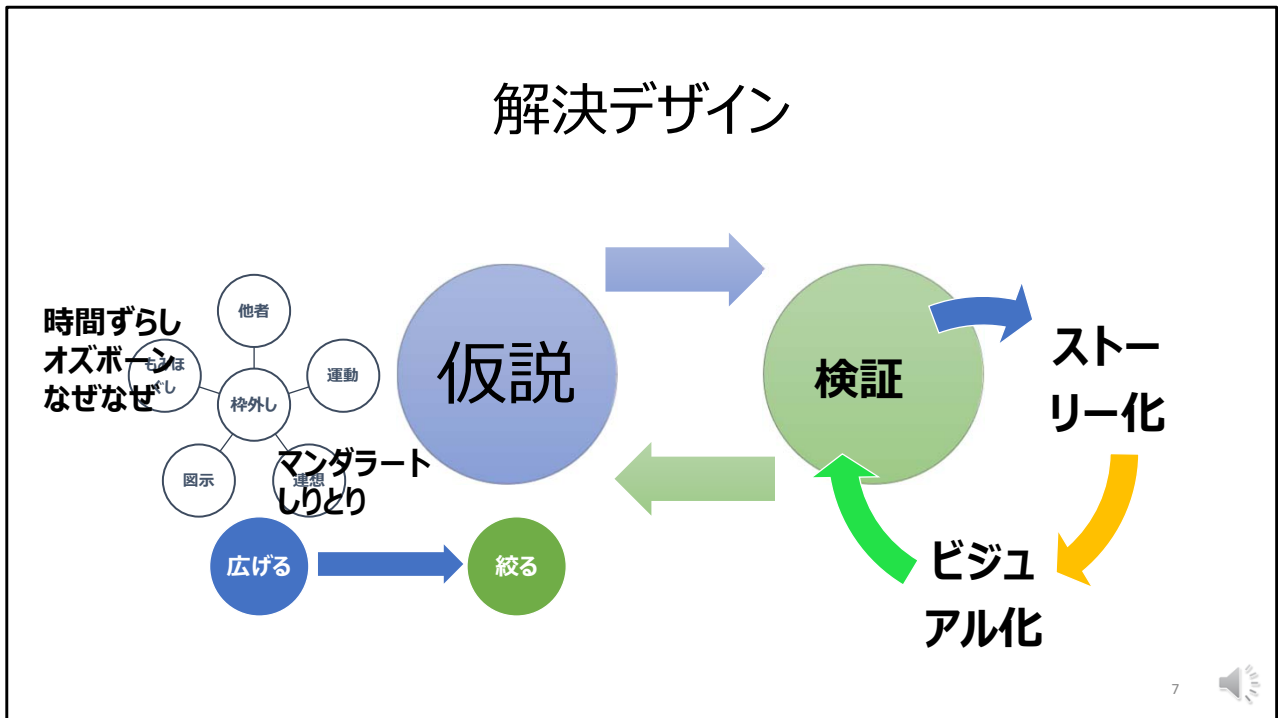 解決デザイン
時間ずらし
オズボーン
なぜなぜ
他者
運動
枠外し
図示
連想
マンダラート
しりとり
広げる
絞る
仮説
検証
ストー
リー化
ビジュ
アル化
7